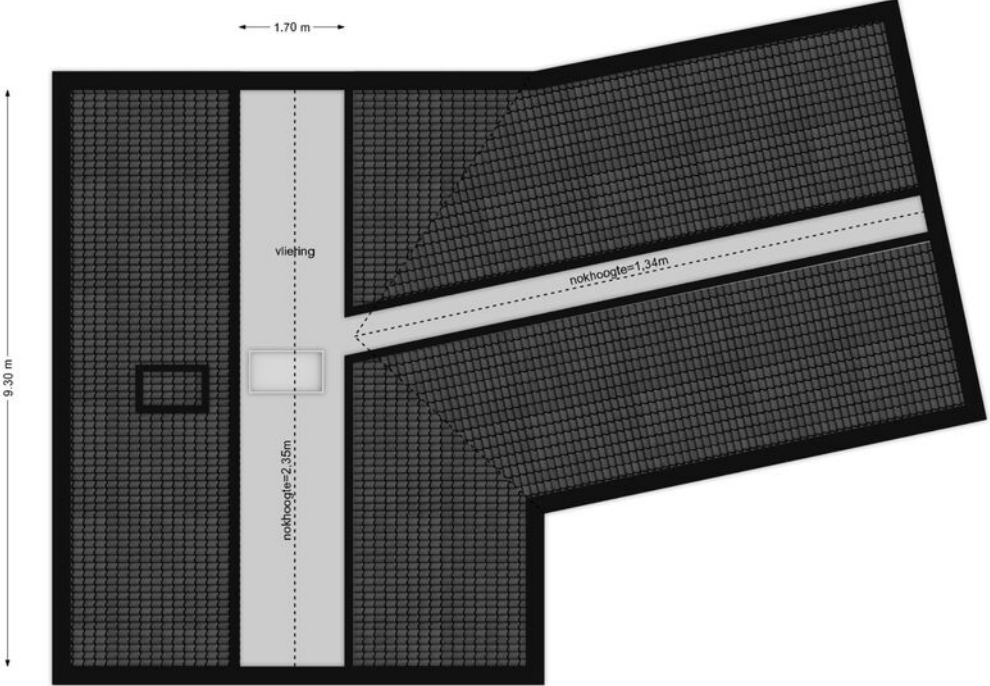 1.70 m
vliering
nokhoogte=1,34m
9.30 m
nokhoogte=2,35m